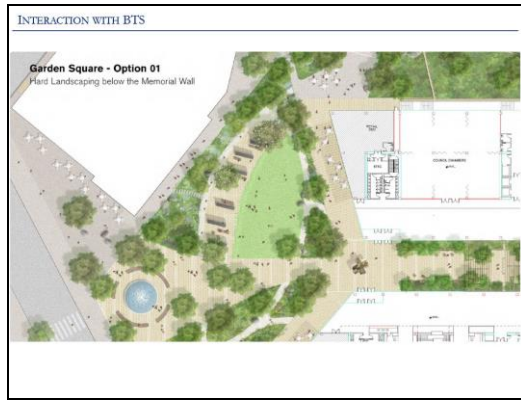 INTERACTION WITH BTS
Garden Square - Option 01
Hard Landscaping below the Memorial Wall
COUNCIL CHAMBERS